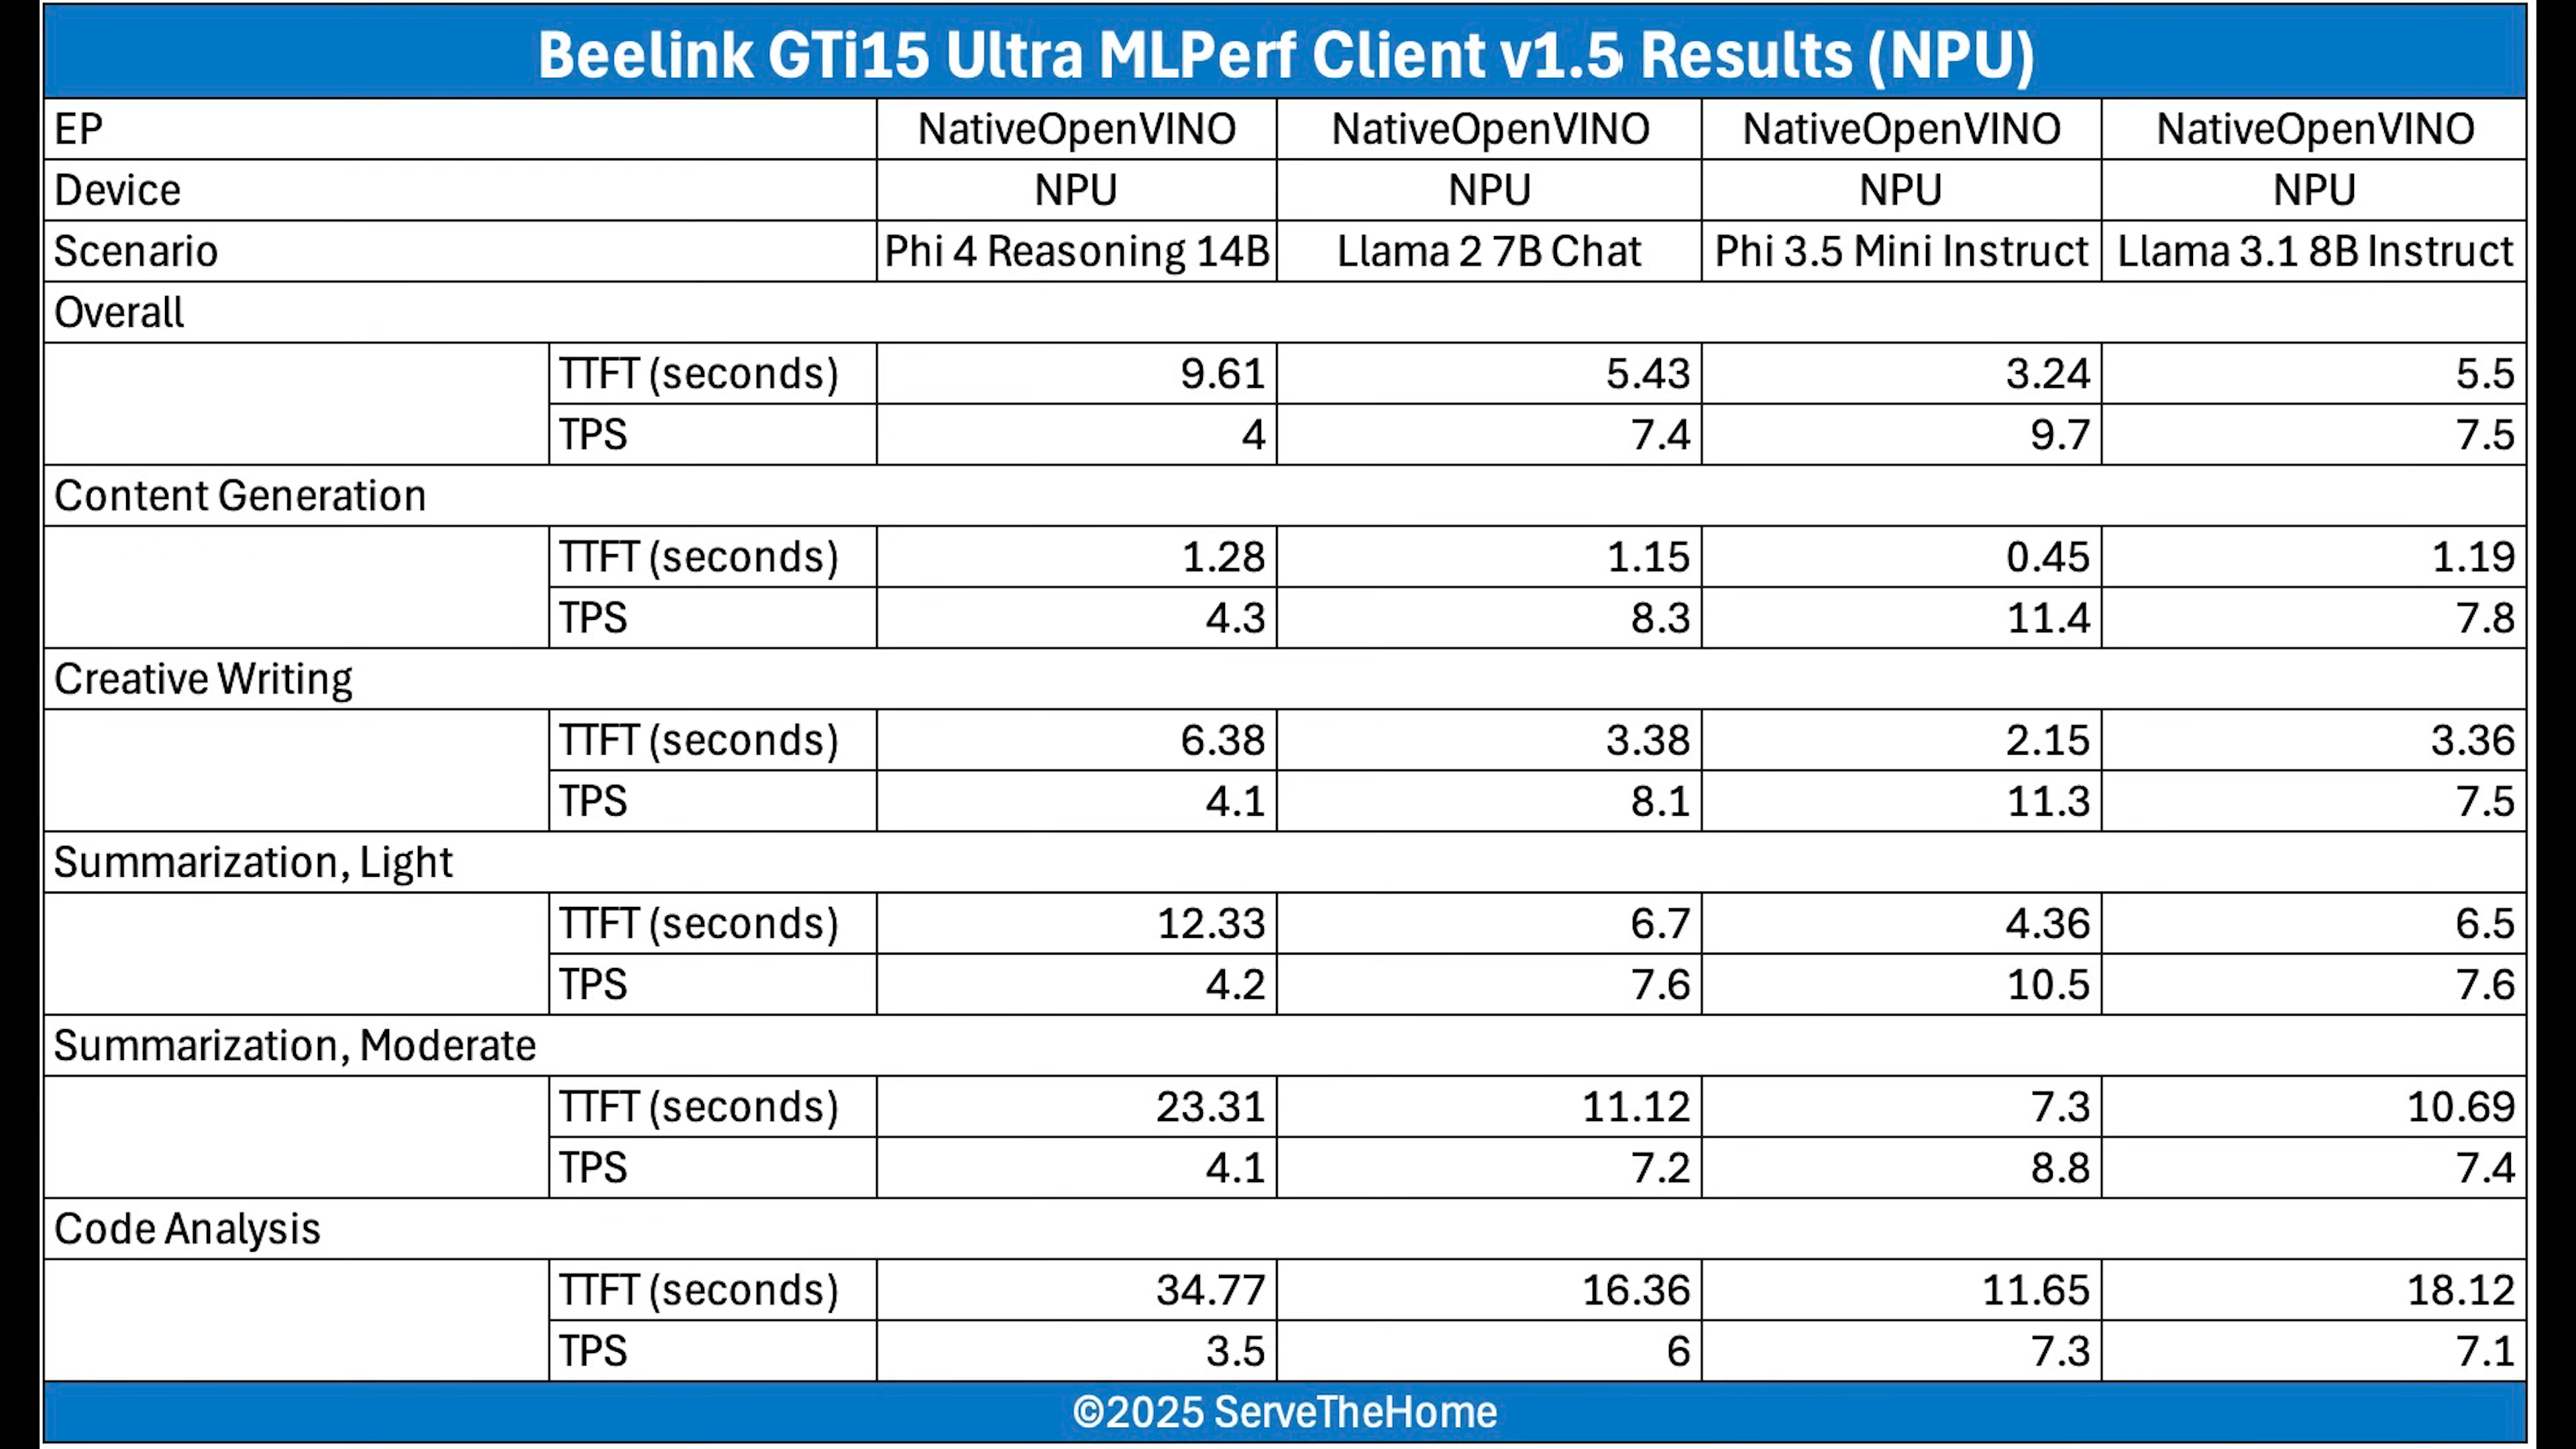 Beelink GTi15 Ultra MLPerf Client v1.5 Results (NPU)
EP NativeOpenVINO NativeOpenVINO NativeOpenVINO NativeOpenVINO
Device NPU NPU NPU NPU
Scenario Phi 4 Reasoning 14B Llama 2 7B Chat Phi 3.5 Mini Instruct Llama 3.1 8B Instruct
Overall
TTFT (seconds) 9.61 5.43 3.24 5.5
TPS 4 7.4 9.7 7.5
Content Generation
TTFT (seconds) 1.28 1.15 0.45 1.19
TPS 4.3 8.3 11.4 7.8
Creative Writing
TTFT (seconds) 6.38 3.38 2.15 3.36
TPS 4.1 8.1 11.3 7.5
Summarization, Light
TTFT (seconds) 12.33 6.7 4.36 6.5
TPS 4.2 7.6 10.5 7.6
Summarization, Moderate
TTFT (seconds) 23.31 11.12 7.3 10.69
TPS 4.1 7.2 8.8 7.4
Code Analysis
TTFT (seconds) 34.77 16.36 11.65 18.12
TPS 3.5 6 7.3 7.1
©2025 ServeTheHome